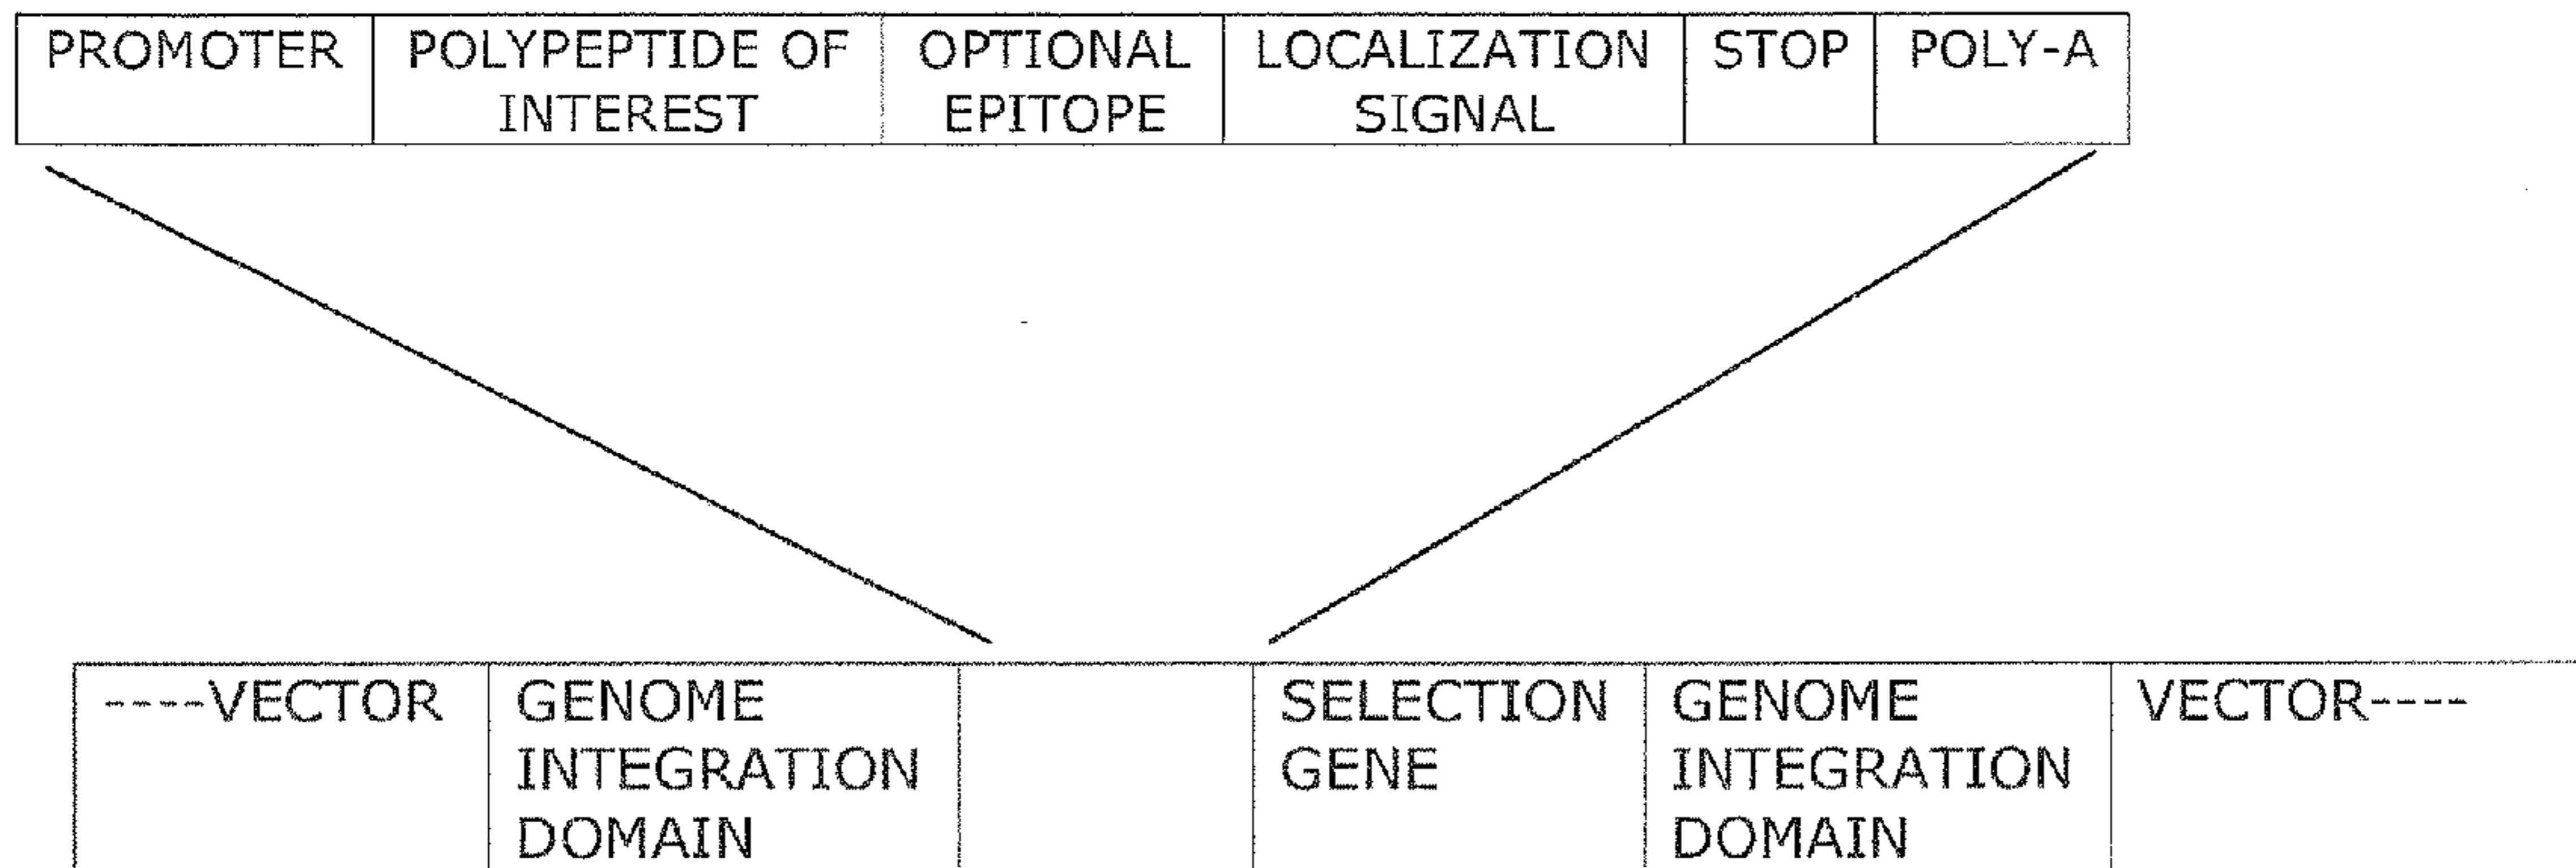 PROMOTER POLYPEPTIDE OF OPTIONAL LOCALIZATION STOP POLY-A
INTEREST EPITOPE SIGNAL
----VECTOR GENOME SELECTION GENOME VECTOR----
INTEGRATION GENE INTEGRATION
DOMAIN DOMAIN